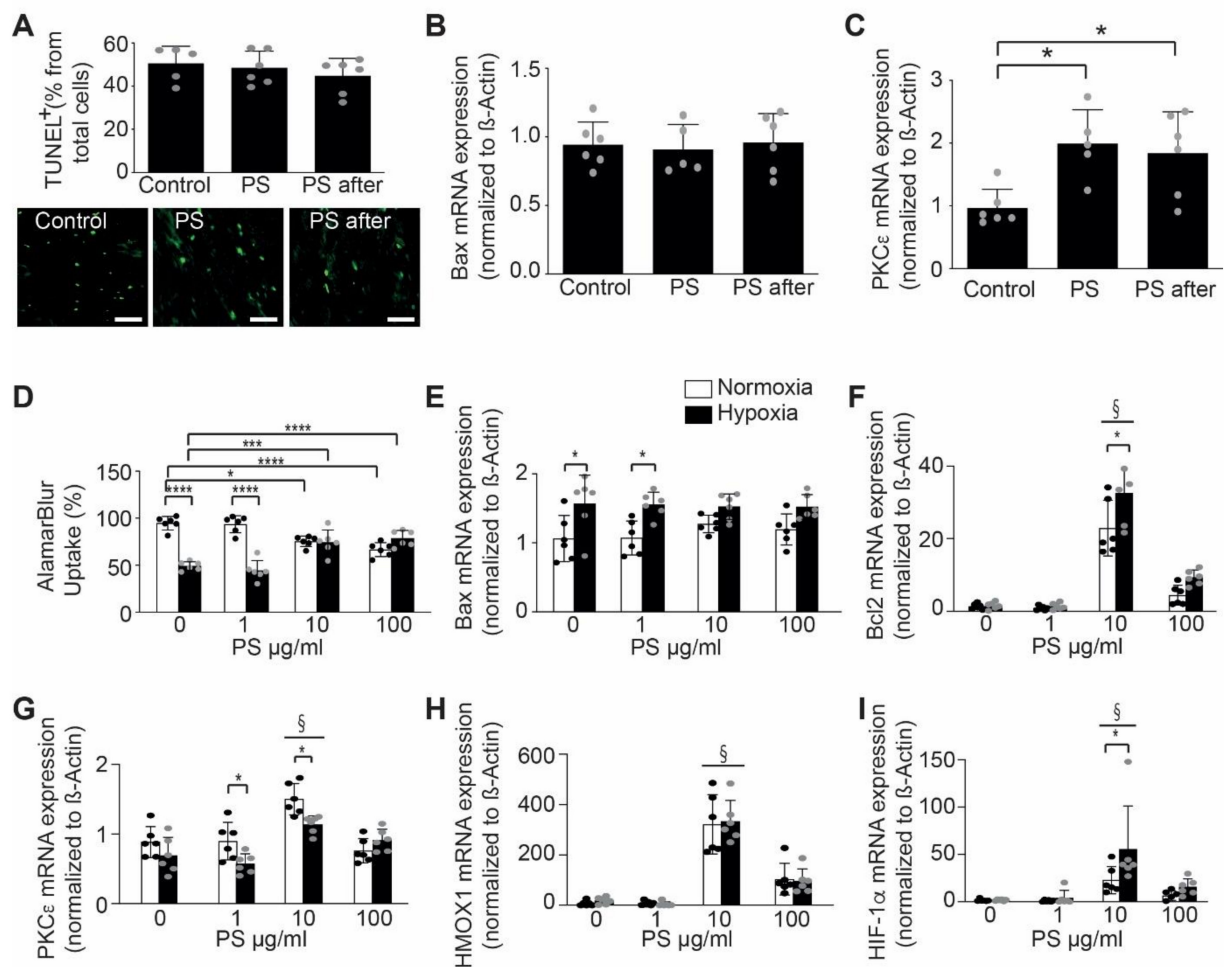 A
TUNEL⁺(% from
total cells)
60
40
20
0
Control PS PS after
Control PS PS after
B
Bax mRNA expression
(normalized to ß-Actin)
1.5
1.0
0.5
0.0
Control PS PS after
C
PKCε mRNA expression
(normalized to ß-Actin)
3
2
1
0
*
*
Control PS PS after
D
AlamarBlur
Uptake (%)
150
100
50
0
****
***
****
*
**** ****
0 1 10 100
PS µg/ml
Normoxia
Hypoxia
E
Bax mRNA expression
(normalized to ß-Actin)
2
1
0
* *
0 1 10 100
PS µg/ml
F
Bcl2 mRNA expression
(normalized to ß-Actin)
40
20
0
§
*
0 1 10 100
PS µg/ml
G
PKCε mRNA expression
(normalized to ß-Actin)
2
1
0
§
* *
0 1 10 100
PS µg/ml
H
HMOX1 mRNA expression
(normalized to ß-Actin)
600
400
200
0
§
0 1 10 100
PS µg/ml
I
HIF-1α mRNA expression
(normalized to ß-Actin)
150
100
50
0
§
*
0 1 10 100
PS µg/ml